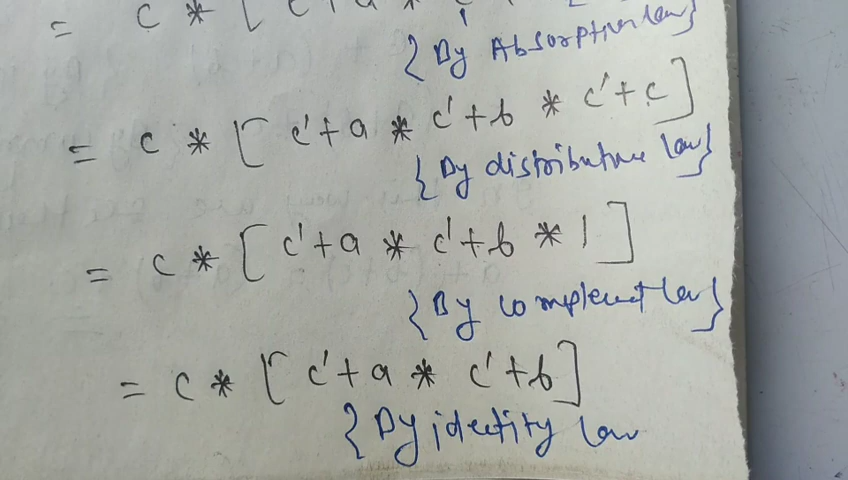 = c * [ c'+a * c
{By Absorption law}
= c * [ c'+a * c'+b * c'+c ]
{By distributive law}
= c * [ c'+a * c'+b * 1 ]
{By complement law}
= c * [ c'+a * c'+b ]
{By identity law